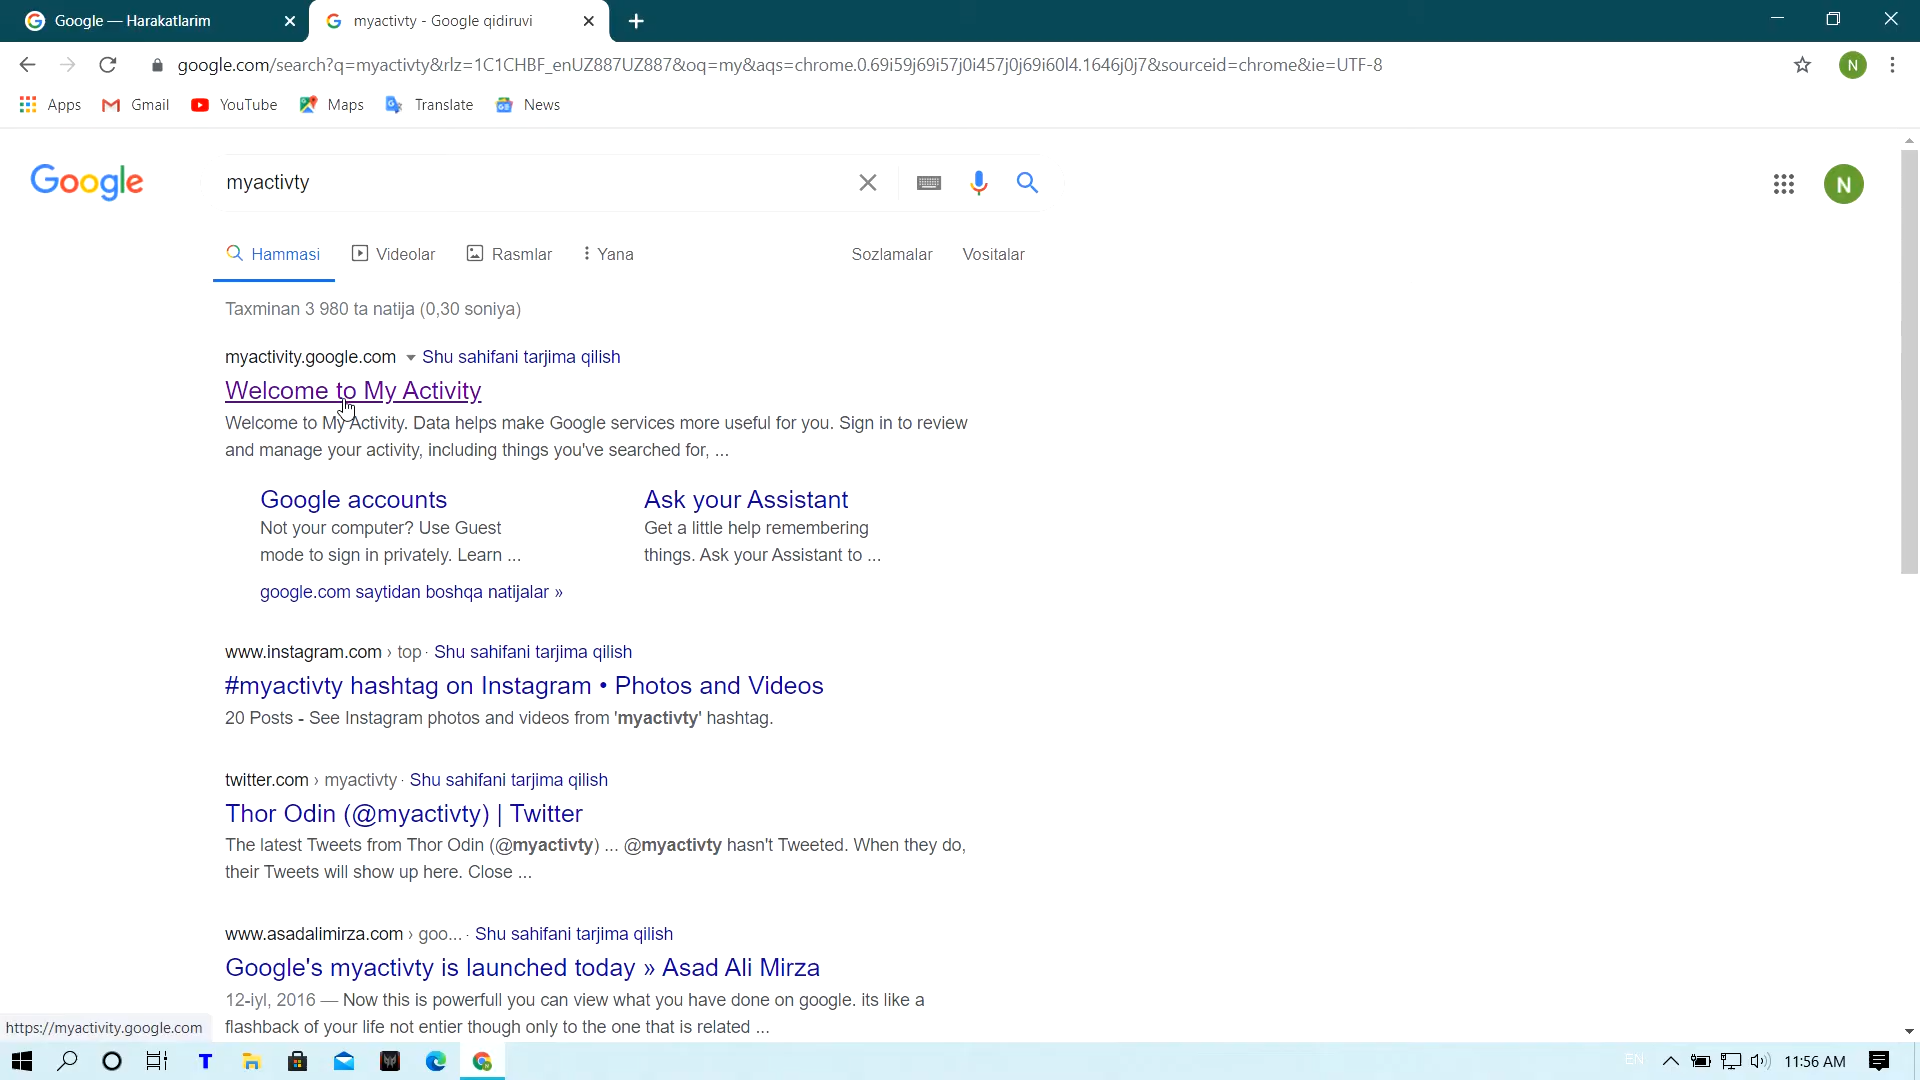 Google — Harakatlarim
myactivty - Google qidiruvi
google.com/search?q=myactivty&rlz=1C1CHBF_enUZ887UZ887&oq=my&aqs=chrome.0.69i59j69i57j0i457j0j69i60l4.1646j0j7&sourceid=chrome&ie=UTF-8
N
Apps Gmail YouTube Maps Translate News
Google
myactivty
N
Hammasi Videolar Rasmlar Yana Sozlamalar Vositalar
Taxminan 3 980 ta natija (0,30 soniya)
myactivity.google.com Shu sahifani tarjima qilish
Welcome to My Activity
Welcome to My Activity. Data helps make Google services more useful for you. Sign in to review
and manage your activity, including things you've searched for, ...
Google accounts
Not your computer? Use Guest
mode to sign in privately. Learn ...
Ask your Assistant
Get a little help remembering
things. Ask your Assistant to ...
google.com saytidan boshqa natijalar »
www.instagram.com › top · Shu sahifani tarjima qilish
#myactivty hashtag on Instagram • Photos and Videos
20 Posts - See Instagram photos and videos from 'myactivty' hashtag.
twitter.com › myactivty · Shu sahifani tarjima qilish
Thor Odin (@myactivty) | Twitter
The latest Tweets from Thor Odin (@myactivty) ... @myactivty hasn't Tweeted. When they do,
their Tweets will show up here. Close ...
www.asadalimirza.com › goo... · Shu sahifani tarjima qilish
Google's myactivty is launched today » Asad Ali Mirza
12-iyl, 2016 — Now this is powerfull you can view what you have done on google. its like a
flashback of your life not entier though only to the one that is related ...
https://myactivity.google.com
T
EN
11:56 AM